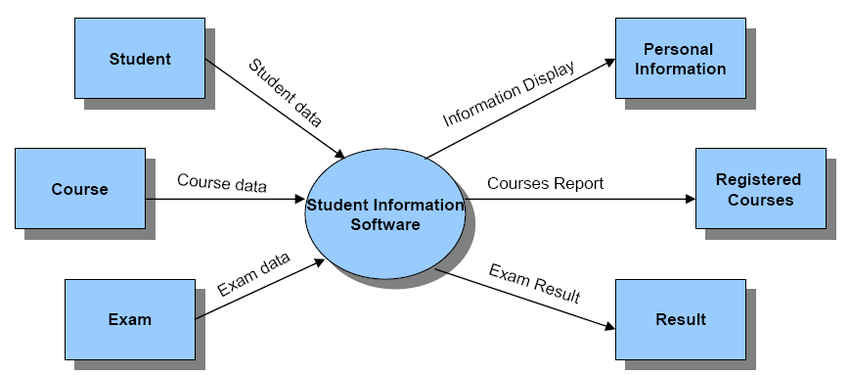 Student
Student data
Information Display
Personal
Information
Course
Course data
Student Information
Software
Courses Report
Registered
Courses
Exam
Exam data
Exam Result
Result